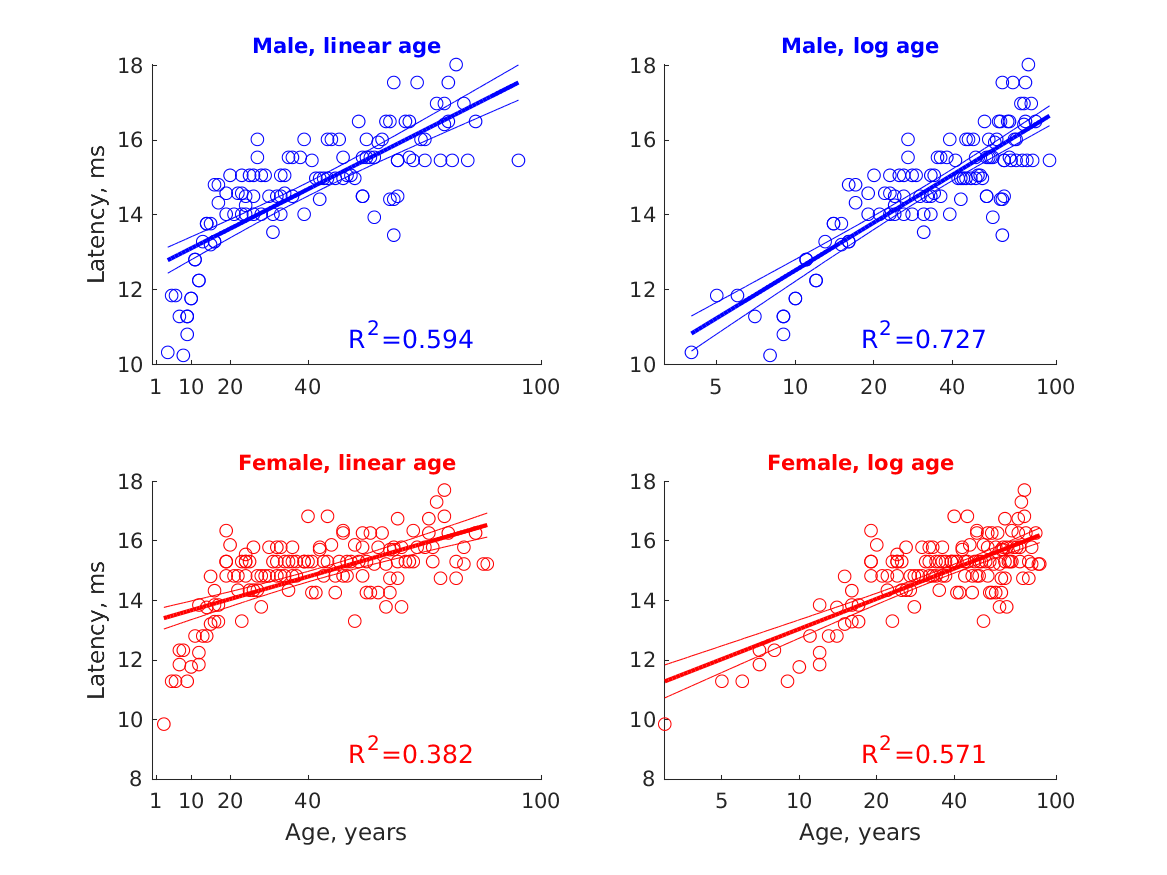 Male, linear age
18
16
14
12
10
Latency, ms
R2=0.594
1 10 20 40 100
Male, log age
18
16
14
12
10
R2=0.727
5 10 20 40 100
Female, linear age
18
16
14
12
10
8
Latency, ms
R2=0.382
1 10 20 40 100
Age, years
Female, log age
18
16
14
12
10
8
R2=0.571
5 10 20 40 100
Age, years